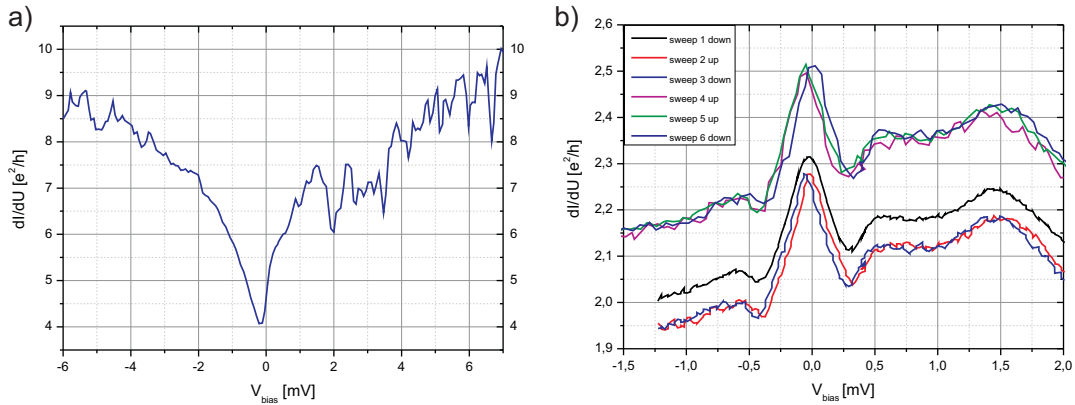 a)
10
9
8
7
6
5
4
dI/dU [e²/h]
10
9
8
7
6
5
4
-6 -4 -2 0 2 4 6
V_bias [mV]
b)
2,6
2,5
2,4
2,3
2,2
2,1
2,0
1,9
dI/dU [e²/h]
sweep 1 down
sweep 2 up
sweep 3 down
sweep 4 up
sweep 5 up
sweep 6 down
-1,5 -1,0 -0,5 0,0 0,5 1,0 1,5 2,0
V_bias [mV]